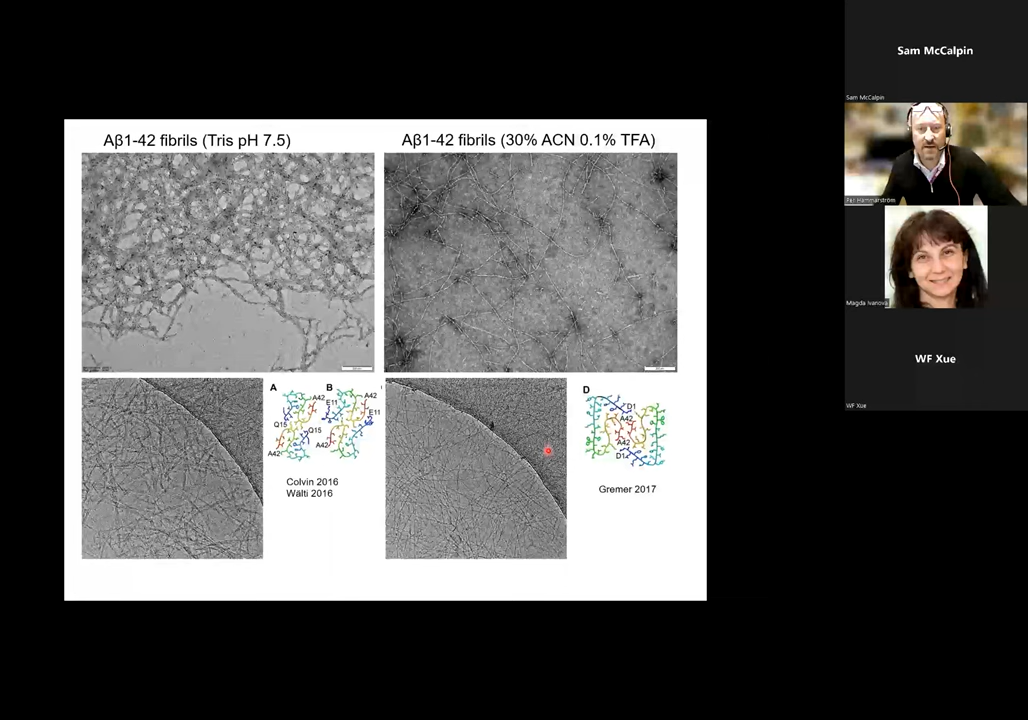 Aβ1-42 fibrils (Tris pH 7.5)
Aβ1-42 fibrils (30% ACN 0.1% TFA)
A
B
A42
E11
A42
E11
Q15
Q15
A42
A42
Colvin 2016
Wälti 2016
D
D1
A42
A42
D1
Gremer 2017
Sam McCalpin
Sam McCalpin
Per Hammarström
Magda Ivanova
WF Xue
WF Xue